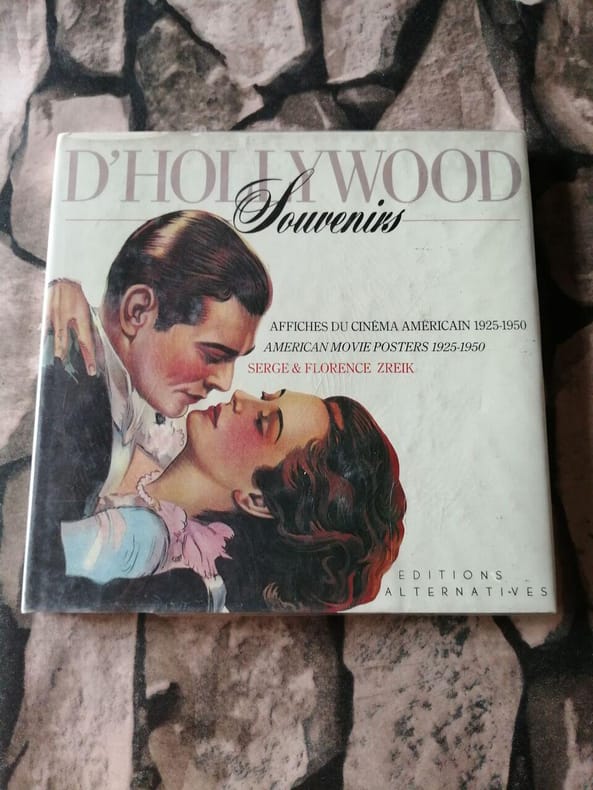 D'HOLLYWOOD
Souvenirs
AFFICHES DU CINÉMA AMÉRICAIN 1925-1950
AMERICAN MOVIE POSTERS 1925-1950
SERGE & FLORENCE ZREIK
EDITIONS
ALTERNATIVES